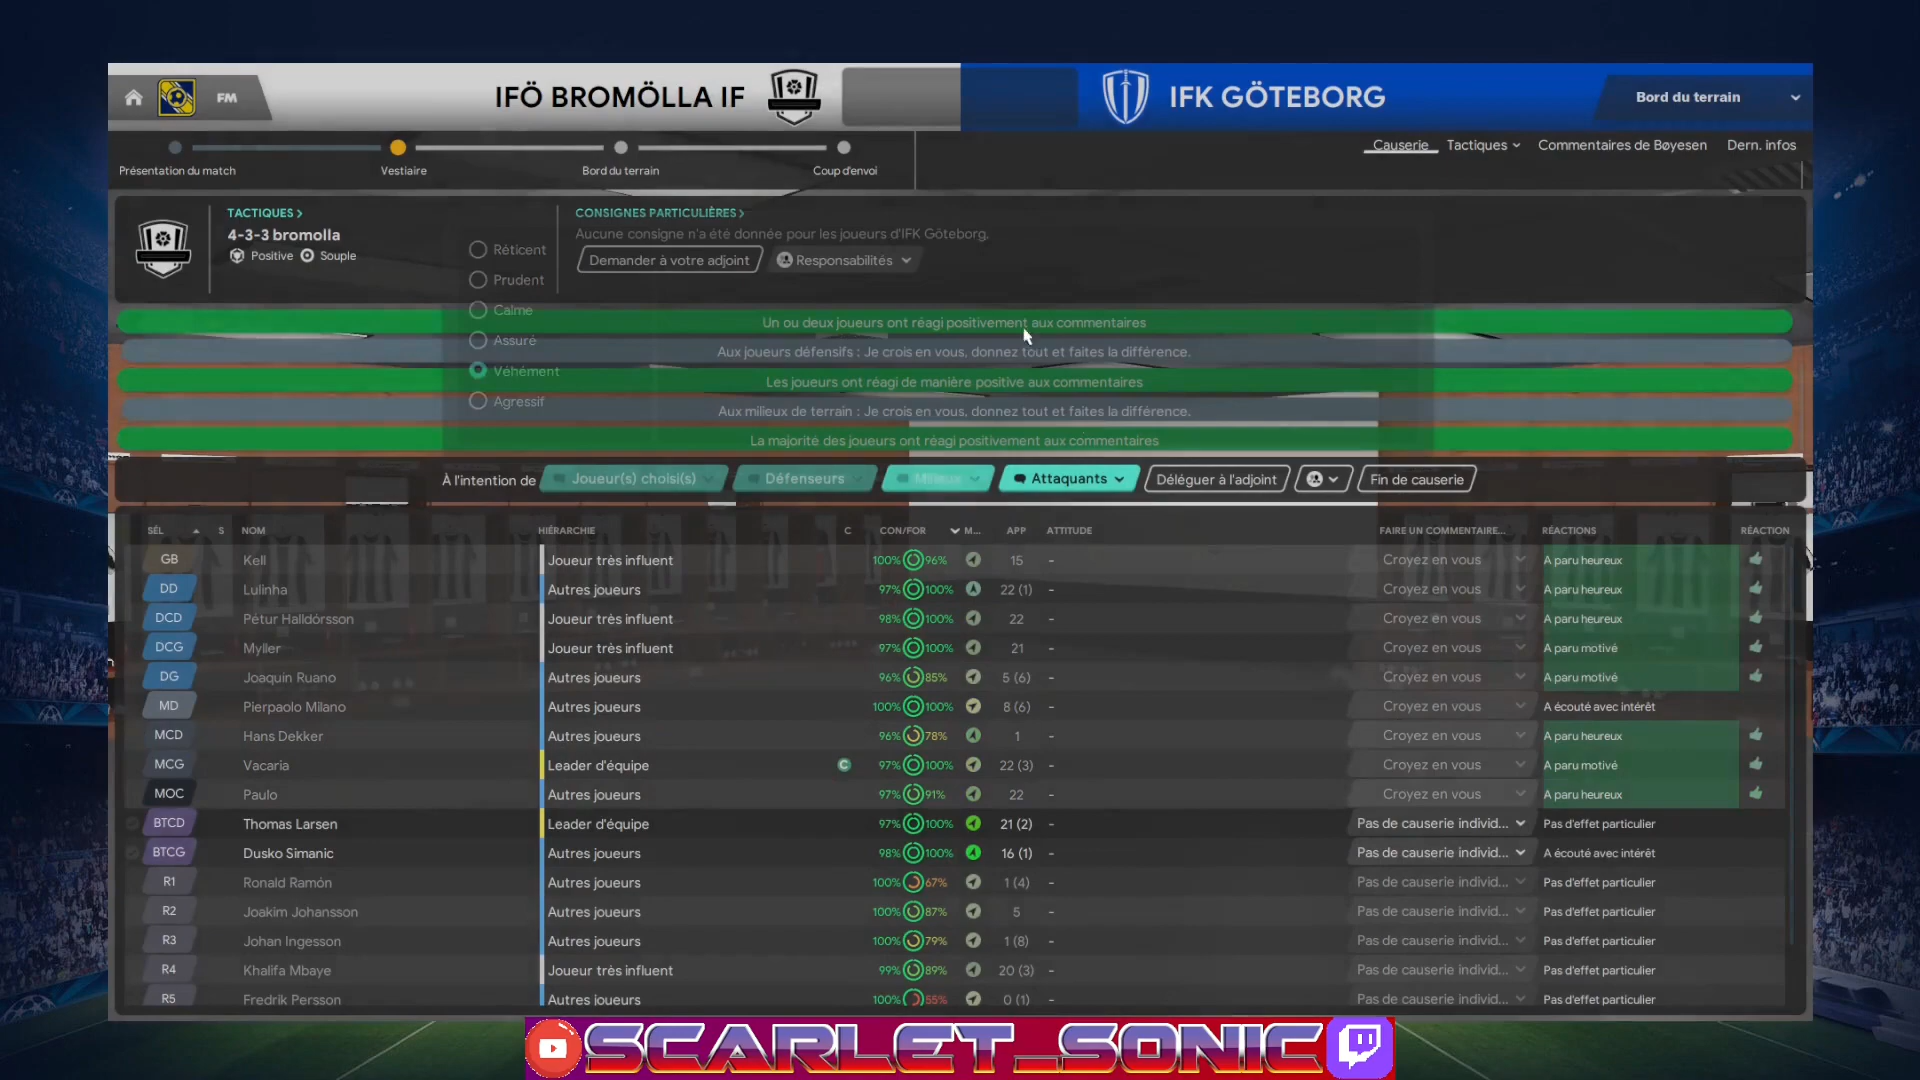 FM
IFÖ BROMÖLLA IF
IFK GÖTEBORG
Bord du terrain
Présentation du match
Vestiaire
Bord du terrain
Coup d'envoi
Causerie
Tactiques
Commentaires de Bøyesen
Dern. infos
TACTIQUES >
4-3-3 bromolla
Positive
Souple
CONSIGNES PARTICULIÈRES >
Aucune consigne n'a été donnée pour les joueurs d'IFK Göteborg.
Demander à votre adjoint
Responsabilités
Réticent
Prudent
Calme
Assuré
Véhément
Agressif
Un ou deux joueurs ont réagi positivement aux commentaires
Aux joueurs défensifs : Je crois en vous, donnez tout et faites la différence.
Les joueurs ont réagi de manière positive aux commentaires
Aux milieux de terrain : Je crois en vous, donnez tout et faites la différence.
La majorité des joueurs ont réagi positivement aux commentaires
À l'intention de
Joueur(s) choisi(s)
Défenseurs
Milieux
Attaquants
Déléguer à l'adjoint
Fin de causerie
SÉL S NOM HIÉRARCHIE C CON/FOR M... APP ATTITUDE FAIRE UN COMMENTAIRE... RÉACTIONS RÉACTION
GB Kell Joueur très influent 100% 96% 15 - Croyez en vous A paru heureux
DD Lulinha Autres joueurs 97% 100% 22 (1) - Croyez en vous A paru heureux
DCD Pétur Halldórsson Joueur très influent 98% 100% 22 - Croyez en vous A paru heureux
DCG Myller Joueur très influent 97% 100% 21 - Croyez en vous A paru motivé
DG Joaquin Ruano Autres joueurs 96% 85% 5 (6) - Croyez en vous A paru motivé
MD Pierpaolo Milano Autres joueurs 100% 100% 8 (6) - Croyez en vous A écouté avec intérêt
MCD Hans Dekker Autres joueurs 96% 78% 1 - Croyez en vous A paru heureux
MCG Vacaria Leader d'équipe C 97% 100% 22 (3) - Croyez en vous A paru motivé
MOC Paulo Autres joueurs 97% 91% 22 - Croyez en vous A paru heureux
BTCD Thomas Larsen Leader d'équipe 97% 100% 21 (2) - Pas de causerie individ... Pas d'effet particulier
BTCG Dusko Simanic Autres joueurs 98% 100% 16 (1) - Pas de causerie individ... A écouté avec intérêt
R1 Ronald Ramón Autres joueurs 100% 67% 1 (4) - Pas de causerie individ... Pas d'effet particulier
R2 Joakim Johansson Autres joueurs 100% 87% 5 - Pas de causerie individ... Pas d'effet particulier
R3 Johan Ingesson Autres joueurs 100% 79% 1 (8) - Pas de causerie individ... Pas d'effet particulier
R4 Khalifa Mbaye Joueur très influent 99% 89% 20 (3) - Pas de causerie individ... Pas d'effet particulier
R5 Fredrik Persson Autres joueurs 100% 55% 0 (1) - Pas de causerie individ... Pas d'effet particulier
SCARLET_SONIC